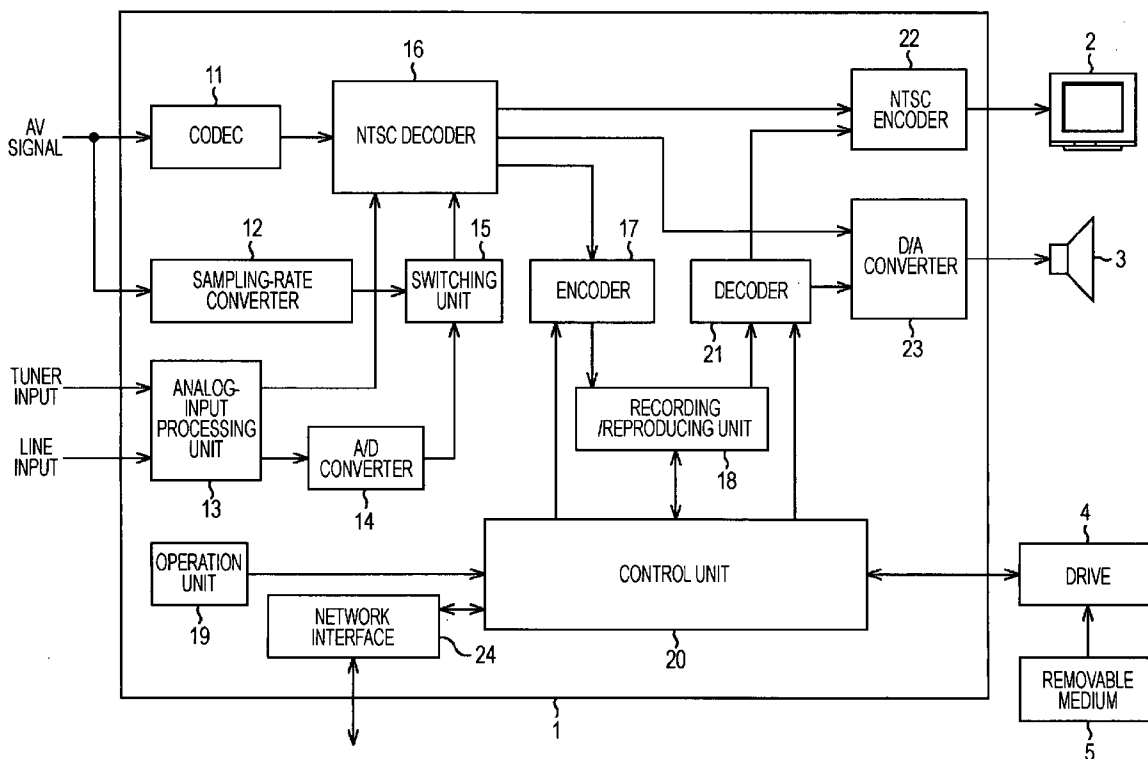 16
22
2
11
NTSC
ENCODER
AV
SIGNAL
CODEC
NTSC DECODER
12
15
17
SAMPLING-RATE
CONVERTER
SWITCHING
UNIT
ENCODER
DECODER
21
D/A
CONVERTER
23
3
TUNER
INPUT
LINE
INPUT
ANALOG-
INPUT
PROCESSING
UNIT
13
A/D
CONVERTER
14
RECORDING
/REPRODUCING UNIT
18
OPERATION
UNIT
19
CONTROL UNIT
20
4
DRIVE
NETWORK
INTERFACE
24
REMOVABLE
MEDIUM
5
1